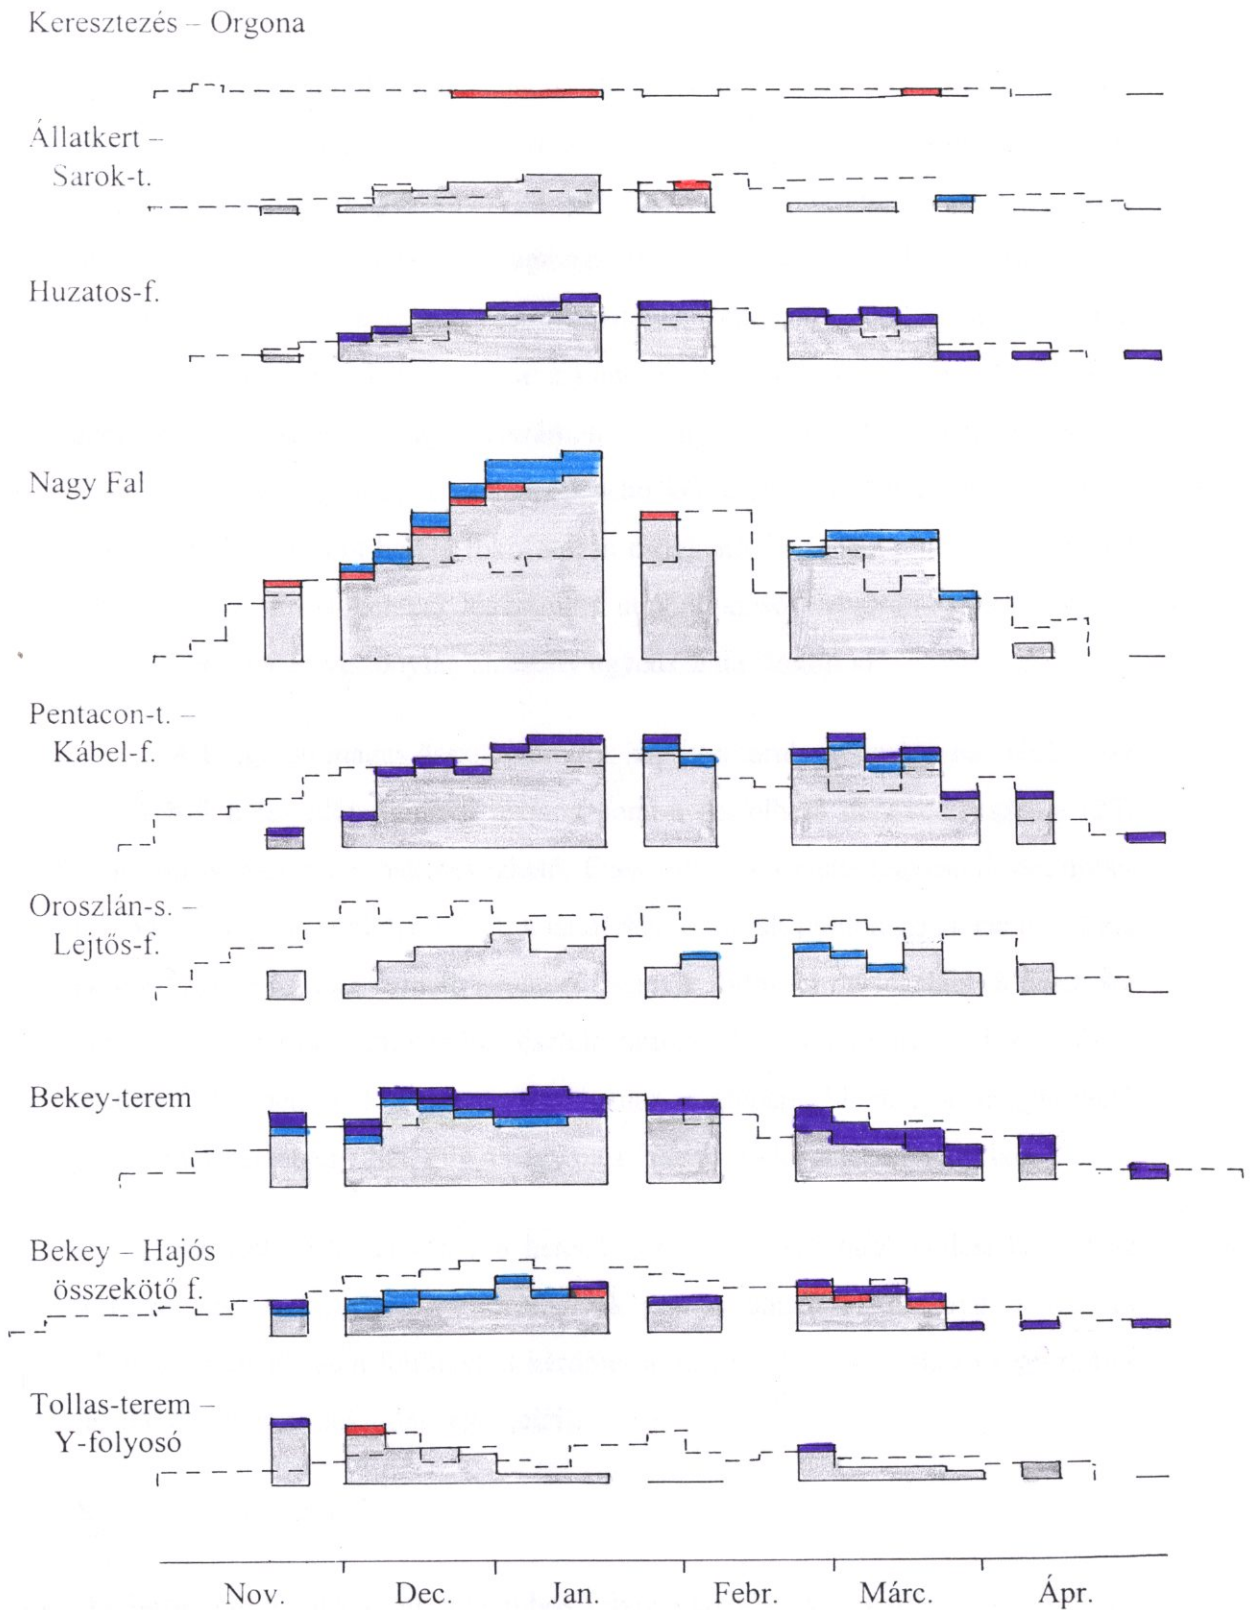 Keresztezés – Orgona
Állatkert –
Sarok-t.
Huzatos-f.
Nagy Fal
Pentacon-t. –
Kábel-f.
Oroszlán-s. –
Lejtős-f.
Bekey-terem
Bekey – Hajós
összekötő f.
Tollas-terem –
Y-folyosó
Nov. Dec. Jan. Febr. Márc. Ápr.